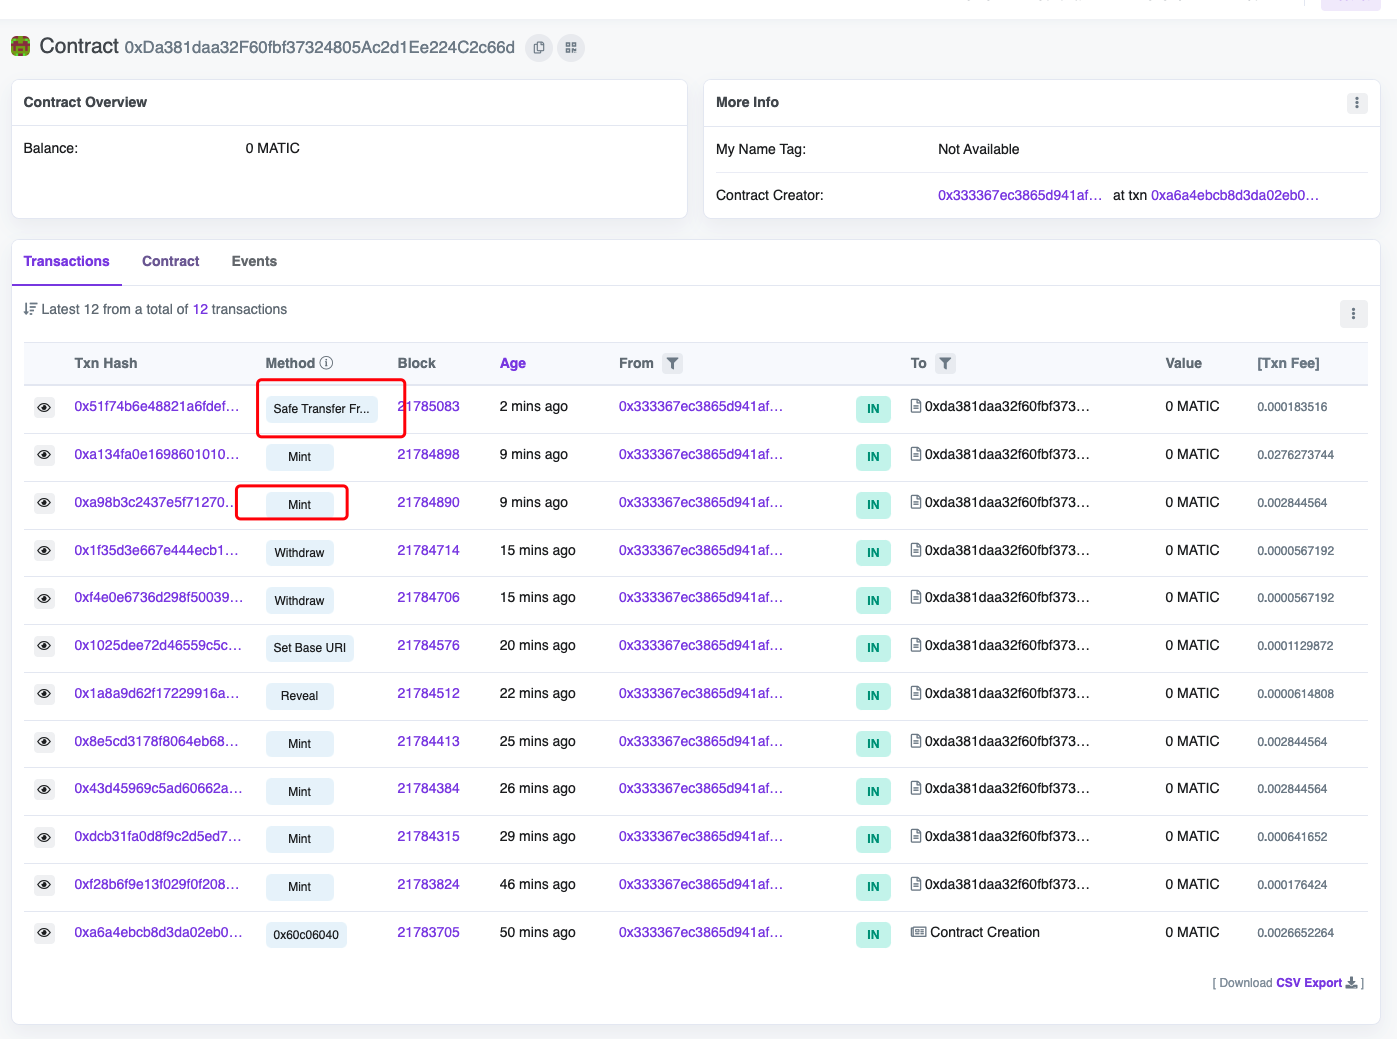 Contract 0xDa381daa32F60fbf37324805Ac2d1Ee224C2c66d
Contract Overview
Balance: 0 MATIC
More Info
My Name Tag: Not Available
Contract Creator: 0x333367ec3865d941af... at txn 0xa6a4ebcb8d3da02eb0...
Transactions Contract Events
Latest 12 from a total of 12 transactions
Txn Hash Method Block Age From To Value [Txn Fee]
0x51f74b6e48821a6fdef... Safe Transfer Fr... 21785083 2 mins ago 0x333367ec3865d941af... IN 0xda381daa32f60fbf373... 0 MATIC 0.000183516
0xa134fa0e1698601010... Mint 21784898 9 mins ago 0x333367ec3865d941af... IN 0xda381daa32f60fbf373... 0 MATIC 0.0276273744
0xa98b3c2437e5f71270... Mint 21784890 9 mins ago 0x333367ec3865d941af... IN 0xda381daa32f60fbf373... 0 MATIC 0.002844564
0x1f35d3e667e444ecb1... Withdraw 21784714 15 mins ago 0x333367ec3865d941af... IN 0xda381daa32f60fbf373... 0 MATIC 0.0000567192
0xf4e0e6736d298f50039... Withdraw 21784706 15 mins ago 0x333367ec3865d941af... IN 0xda381daa32f60fbf373... 0 MATIC 0.0000567192
0x1025dee72d46559c5c... Set Base URI 21784576 20 mins ago 0x333367ec3865d941af... IN 0xda381daa32f60fbf373... 0 MATIC 0.0001129872
0x1a8a9d62f17229916a... Reveal 21784512 22 mins ago 0x333367ec3865d941af... IN 0xda381daa32f60fbf373... 0 MATIC 0.0000614808
0x8e5cd3178f8064eb68... Mint 21784413 25 mins ago 0x333367ec3865d941af... IN 0xda381daa32f60fbf373... 0 MATIC 0.002844564
0x43d45969c5ad60662a... Mint 21784384 26 mins ago 0x333367ec3865d941af... IN 0xda381daa32f60fbf373... 0 MATIC 0.002844564
0xdcb31fa0d8f9c2d5ed7... Mint 21784315 29 mins ago 0x333367ec3865d941af... IN 0xda381daa32f60fbf373... 0 MATIC 0.000641652
0xf28b6f9e13f029f0f208... Mint 21783824 46 mins ago 0x333367ec3865d941af... IN 0xda381daa32f60fbf373... 0 MATIC 0.000176424
0xa6a4ebcb8d3da02eb0... 0x60c06040 21783705 50 mins ago 0x333367ec3865d941af... IN Contract Creation 0 MATIC 0.0026652264
[ Download CSV Export ]